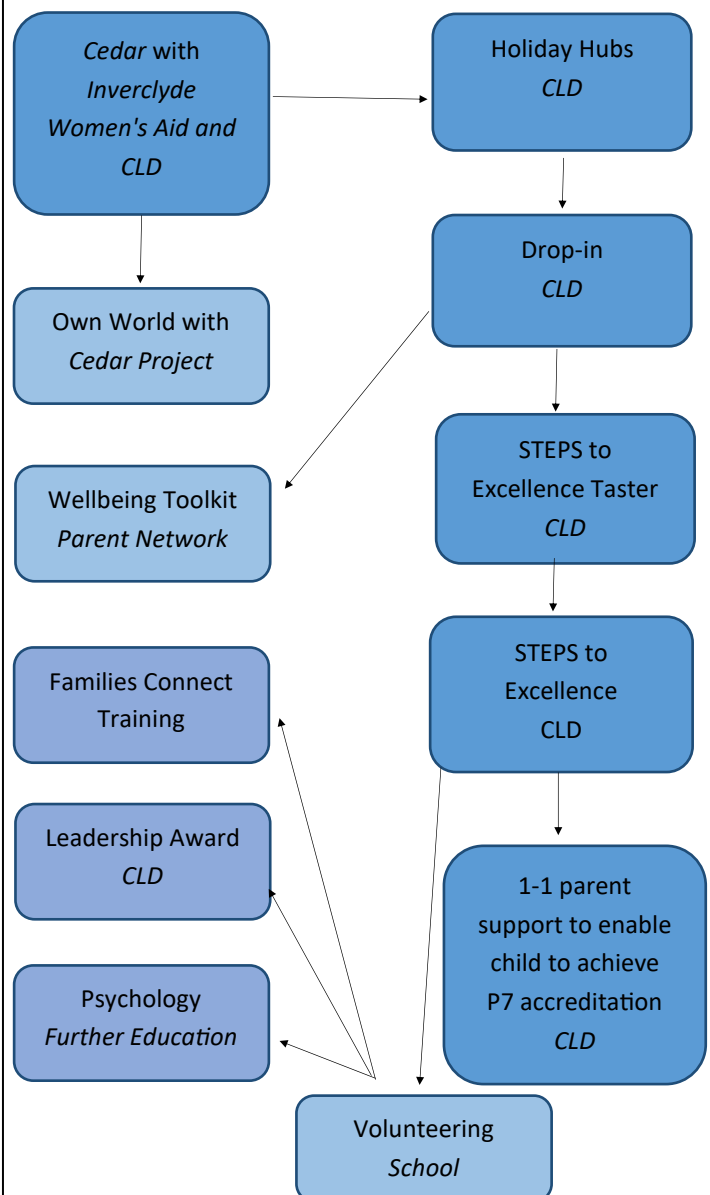 Cedar with
Inverclyde
Women's Aid and
CLD
Holiday Hubs
CLD
Own World with
Cedar Project
Drop-in
CLD
Wellbeing Toolkit
Parent Network
STEPS to
Excellence Taster
CLD
Families Connect
Training
STEPS to
Excellence
CLD
Leadership Award
CLD
Psychology
Further Education
1-1 parent
support to enable
child to achieve
P7 accreditation
CLD
Volunteering
School